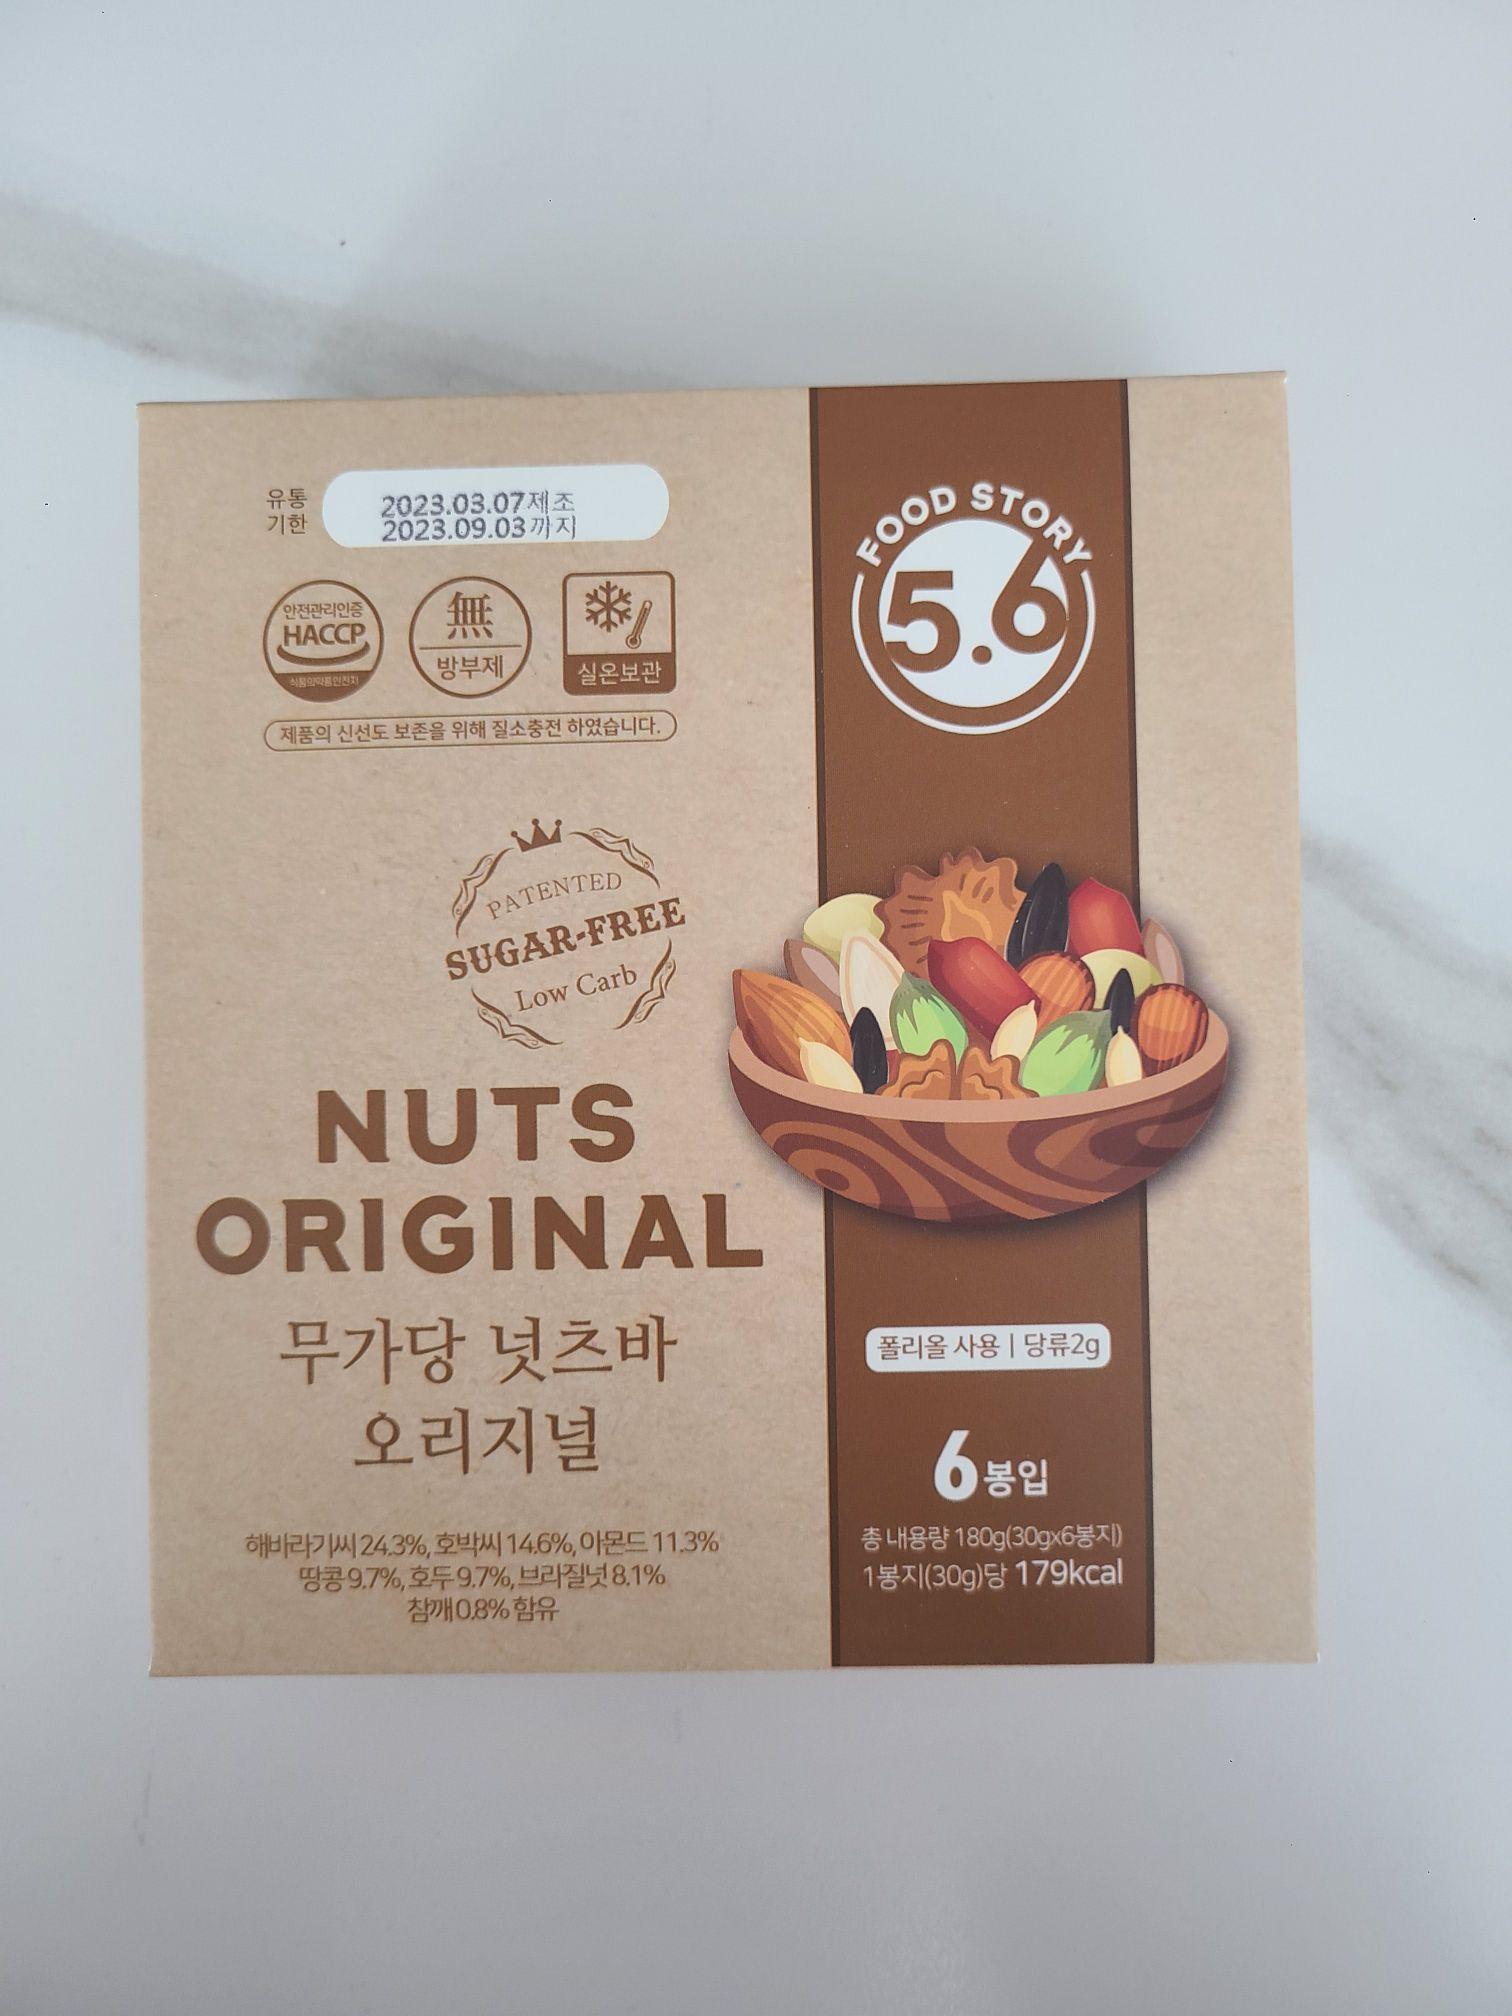 유통
기한
2023.03.07제조
2023.09.03까지
안전관리인증
HACCP
식품의약품안전처
無
방부제
실온보관
제품의 신선도 보존을 위해 질소충전 하였습니다.
FOOD STORY
5.6
PATENTED
SUGAR-FREE
Low Carb
NUTS
ORIGINAL
무가당 넛츠바
오리지널
해바라기씨 24.3%, 호박씨 14.6%, 아몬드 11.3%
땅콩 9.7%, 호두 9.7%, 브라질넛 8.1%
참깨 0.8% 함유
폴리올 사용 | 당류2g
6봉입
총 내용량 180g(30gx6봉지)
1봉지(30g)당 179kcal